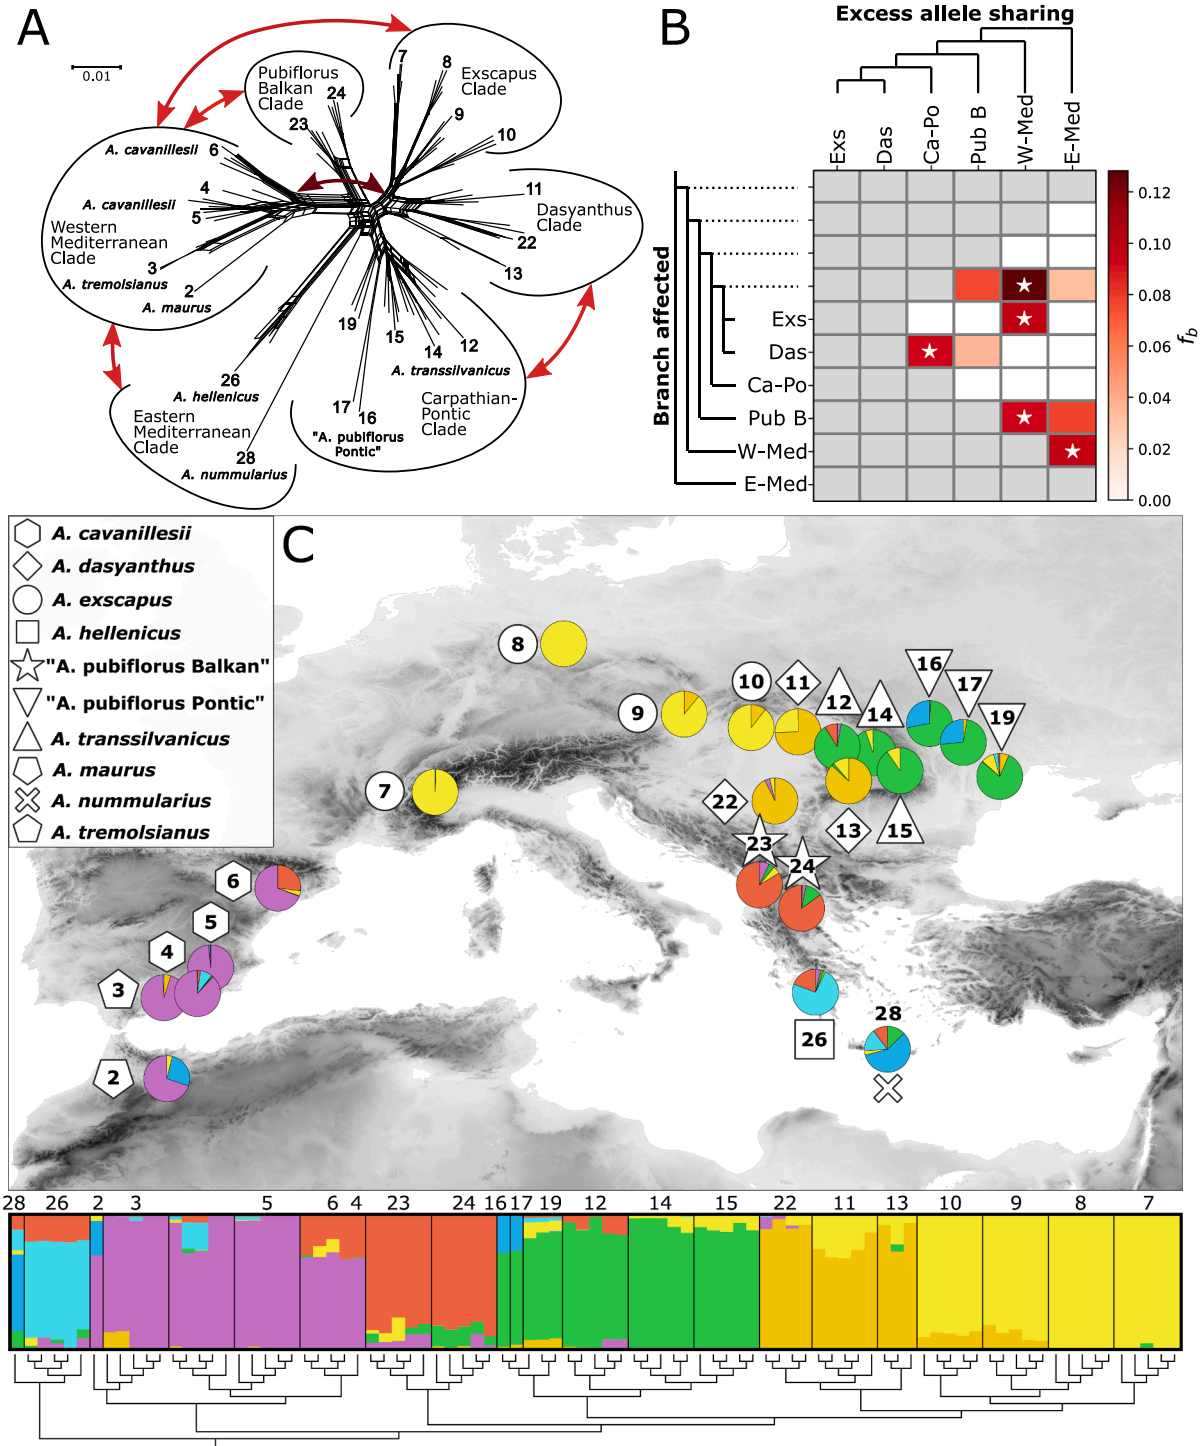 A
0.01
Pubiflorus
Balkan
Clade
24
23
7
8
Exscapus
Clade
9
10
A. cavanillesii
6
4
A. cavanillesii
5
Western
Mediterranean
Clade
3
A. tremolsianus
2
A. maurus
11
Dasyanthus
Clade
22
13
19
15
14
12
A. transsilvanicus
26
A. hellenicus
17
16
"A. pubiflorus
Pontic"
Carpathian-
Pontic
Clade
Eastern
Mediterranean
Clade
28
A. nummularius
B
Excess allele sharing
Exs
Das
Ca-Po
Pub B
W-Med
E-Med
Branch affected
Exs
Das
Ca-Po
Pub B
W-Med
E-Med
0.12
0.10
0.08
0.06
0.04
0.02
0.00
fb
C
A. cavanillesii
A. dasyanthus
A. exscapus
A. hellenicus
"A. pubiflorus Balkan"
"A. pubiflorus Pontic"
A. transsilvanicus
A. maurus
A. nummularius
A. tremolsianus
8
9
10
11
12
14
16
17
19
7
22
13
15
23
24
6
5
4
3
2
26
28
28 26 2 3 5 6 4 23 24 16 17 19 12 14 15 22 11 13 10 9 8 7